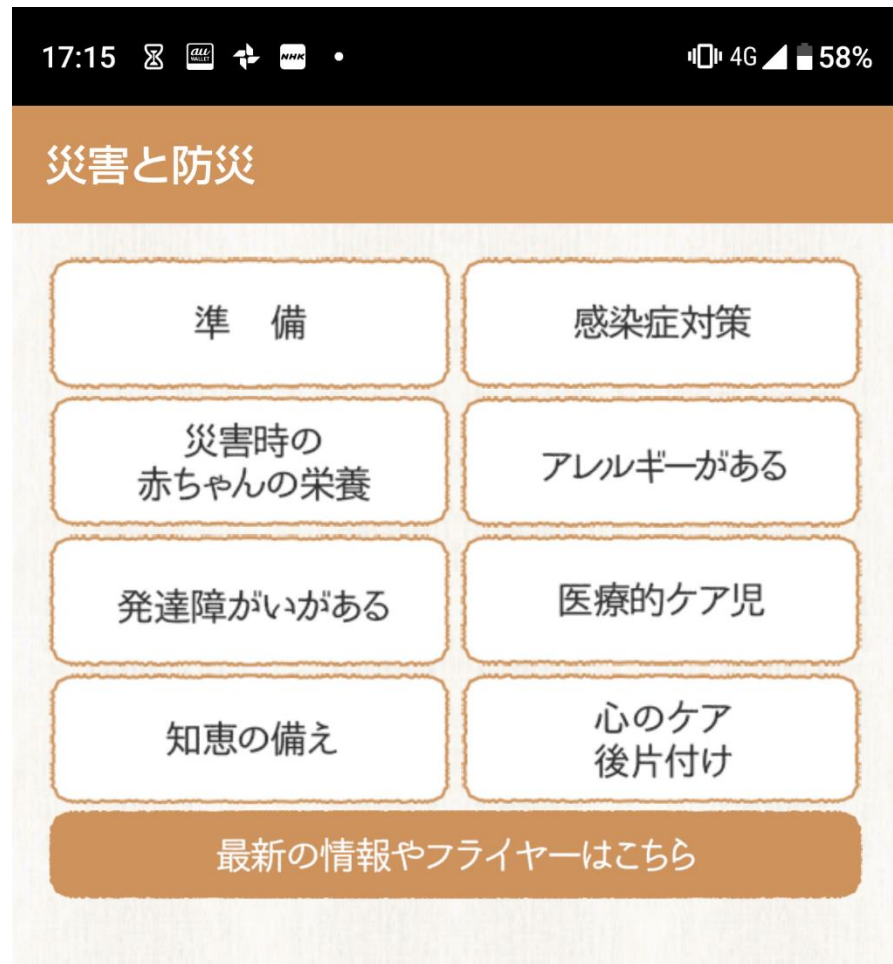 17:15 au WALLET NHK 4G 58%
災害と防災
準 備
感染症対策
災害時の
赤ちゃんの栄養
アレルギーがある
発達障がいがある
医療的ケア児
知恵の備え
心のケア
後片付け
最新の情報やフライヤーはこちら